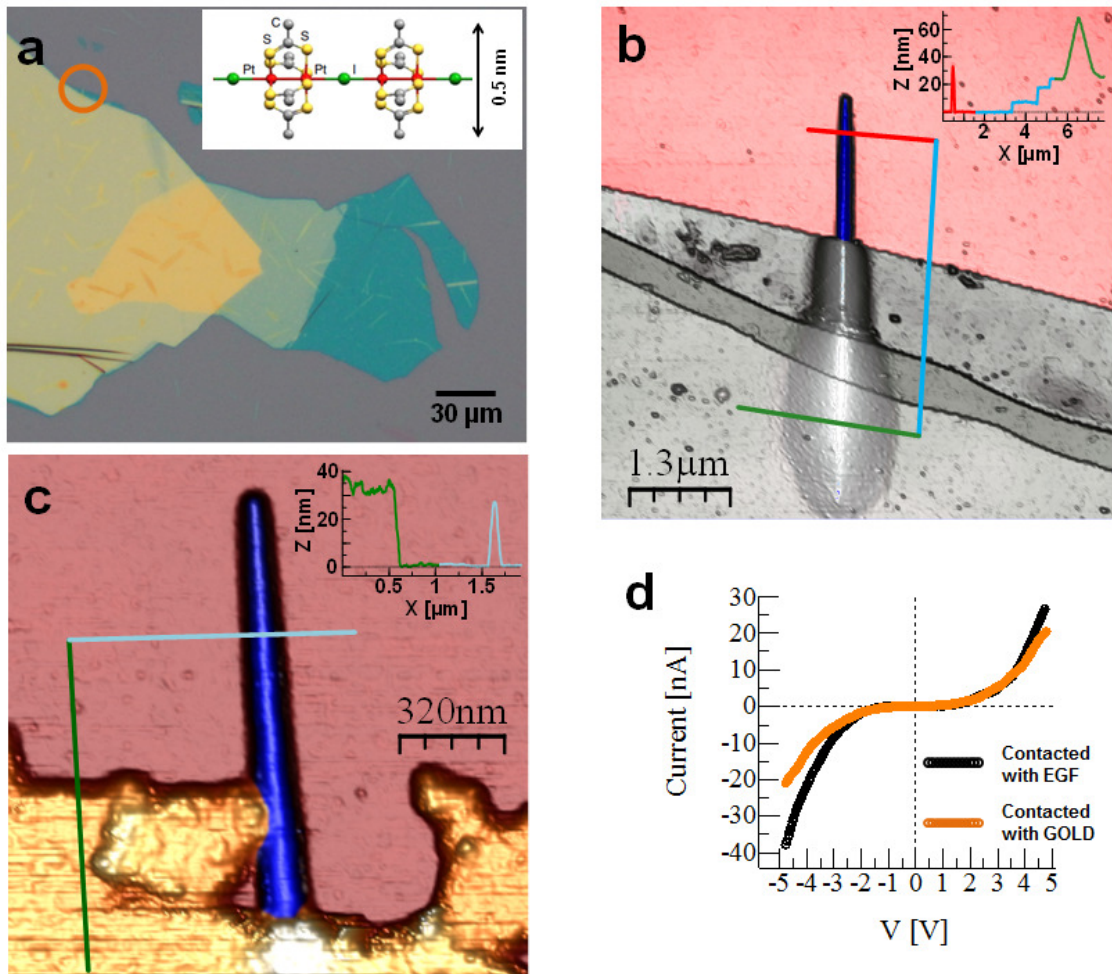 a
C
S S
Pt Pt I
0.5 nm
30 µm
b
Z [nm]
60
40
20
2 4 6
X [µm]
1.3µm
c
Z [nm]
40
20
0
0.5 1 1.5
X [µm]
320nm
d
Current [nA]
30
20
10
0
-10
-20
-30
-40
-5 -4 -3 -2 -1 0 1 2 3 4 5
V [V]
Contacted
with EGF
Contacted
with GOLD